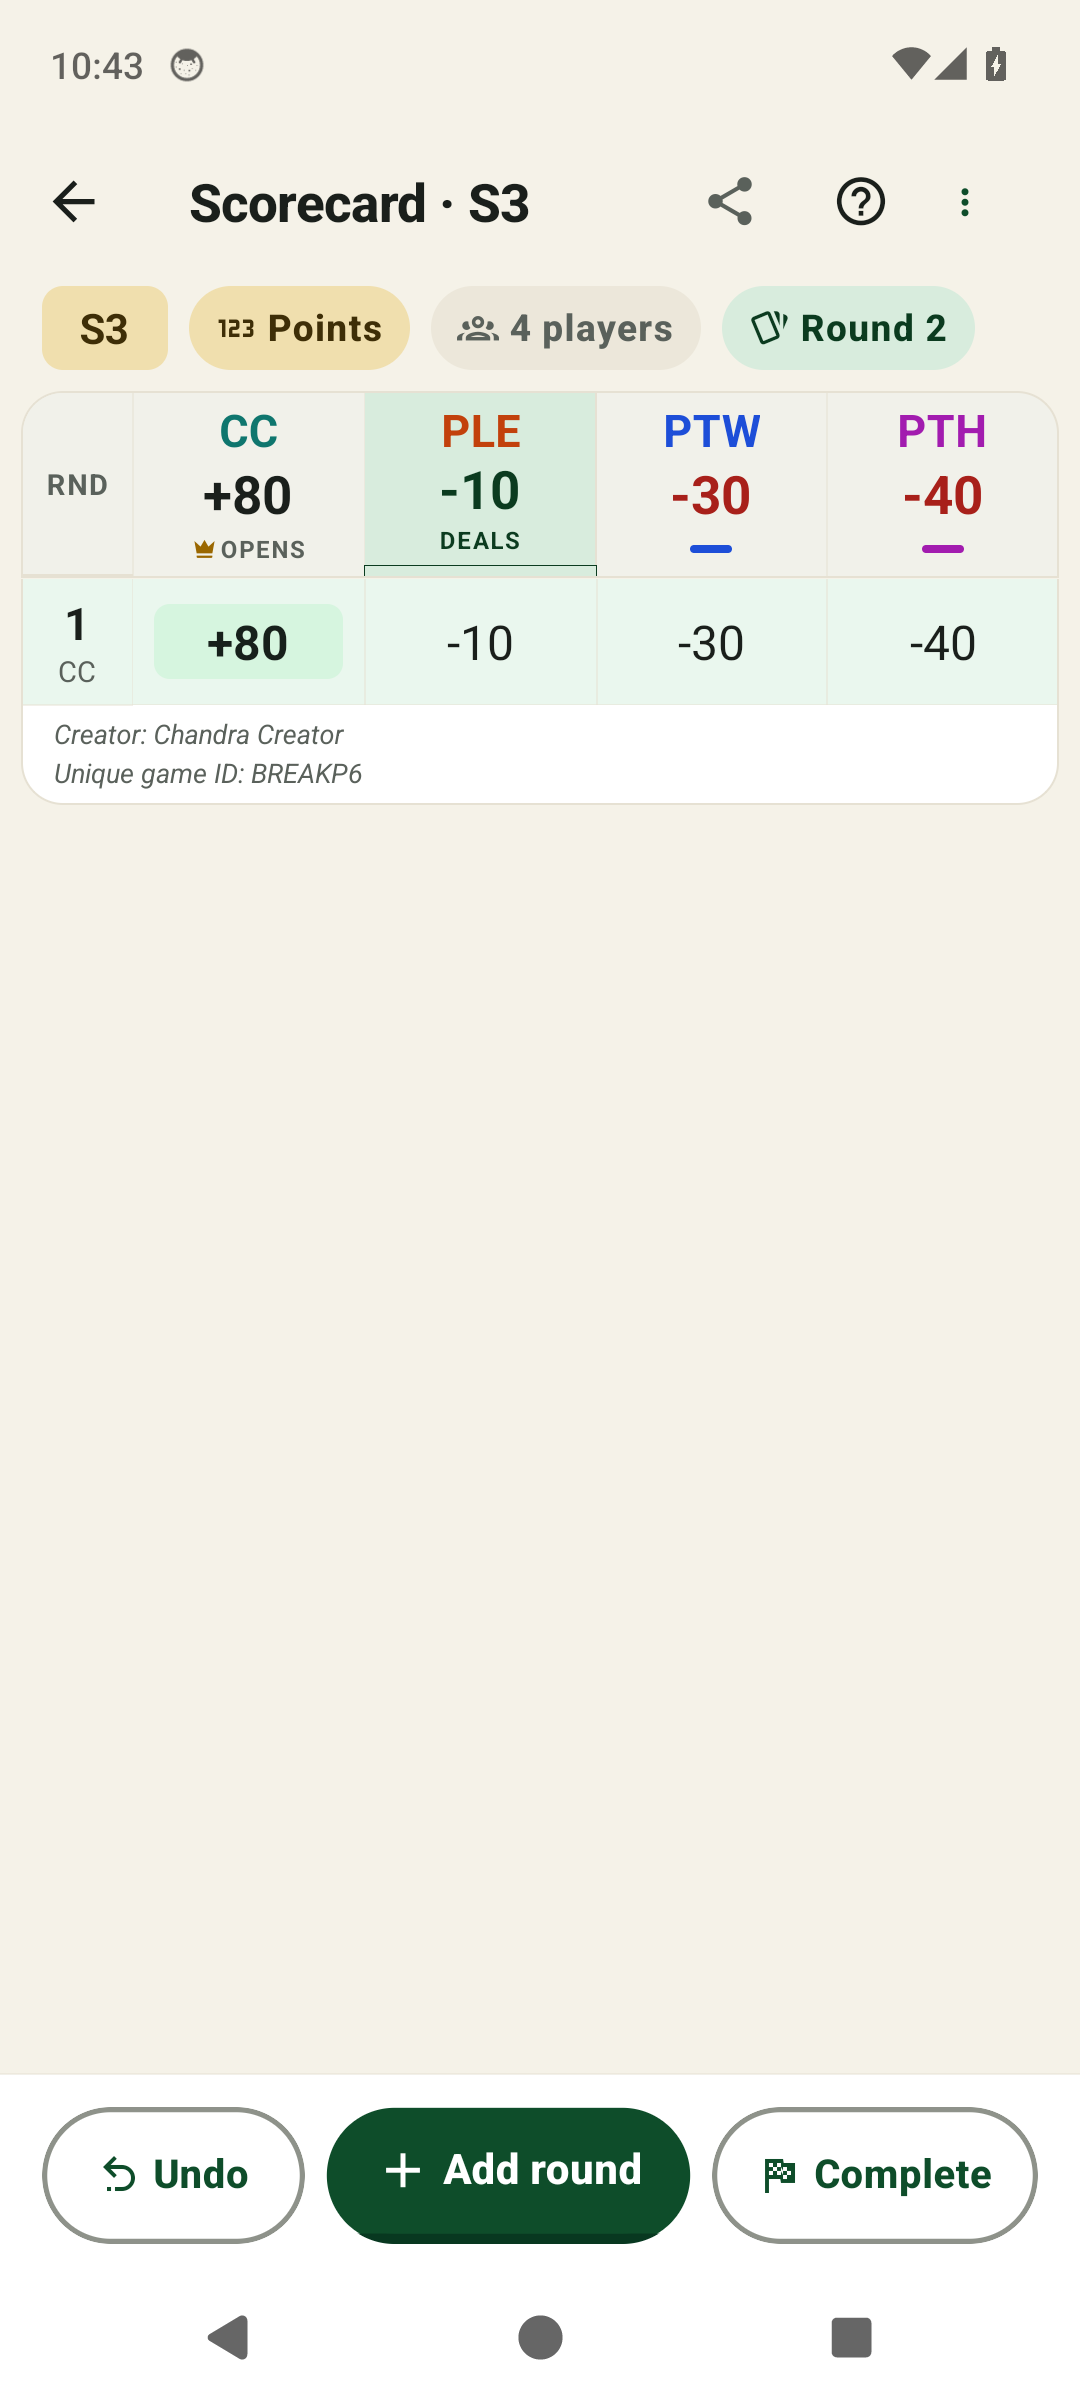 10:43
Scorecard · S3
S3
123 Points
4 players
Round 2
RND
CC
+80
OPENS
PLE
-10
DEALS
PTW
-30
PTH
-40
1
CC
+80
-10
-30
-40
Creator: Chandra Creator
Unique game ID: BREAKP6
Undo
+ Add round
Complete